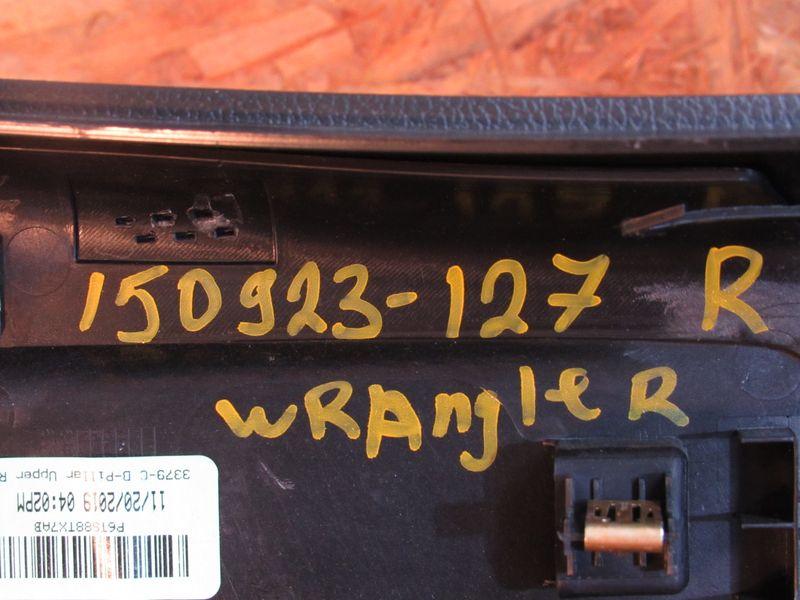 150923-127 R
wRAngleR
3379-C D-Pillar Upper R
11/20/2019 04:02PM
P6TS88TX7AB